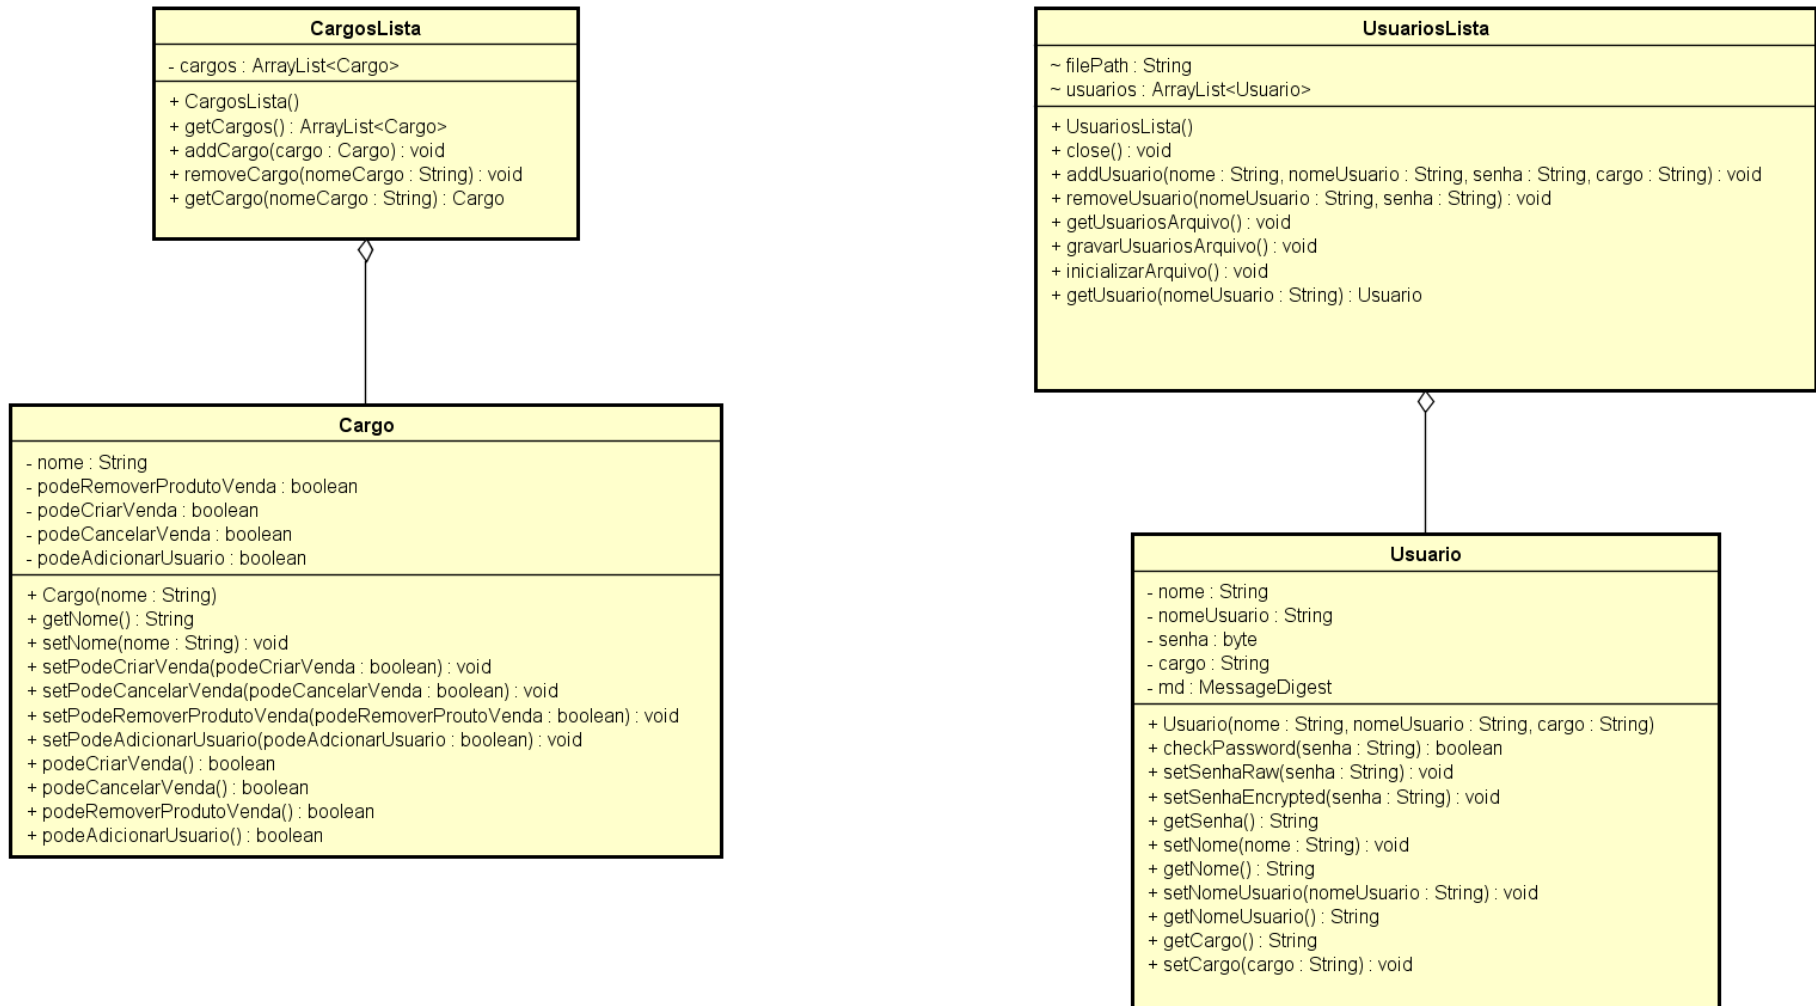 CargosLista
- cargos : ArrayList<Cargo>
+ CargosLista()
+ getCargos() : ArrayList<Cargo>
+ addCargo(cargo : Cargo) : void
+ removeCargo(nomeCargo : String) : void
+ getCargo(nomeCargo : String) : Cargo
UsuariosLista
~ filePath : String
~ usuarios : ArrayList<Usuario>
+ UsuariosLista()
+ close() : void
+ addUsuario(nome : String, nomeUsuario : String, senha : String, cargo : String) : void
+ removeUsuario(nomeUsuario : String, senha : String) : void
+ getUsuariosArquivo() : void
+ gravarUsuariosArquivo() : void
+ inicializarArquivo() : void
+ getUsuario(nomeUsuario : String) : Usuario
Cargo
- nome : String
- podeRemoverProdutoVenda : boolean
- podeCriarVenda : boolean
- podeCancelarVenda : boolean
- podeAdicionarUsuario : boolean
+ Cargo(nome : String)
+ getNome() : String
+ setNome(nome : String) : void
+ setPodeCriarVenda(podeCriarVenda : boolean) : void
+ setPodeCancelarVenda(podeCancelarVenda : boolean) : void
+ setPodeRemoverProdutoVenda(podeRemoverProutoVenda : boolean) : void
+ setPodeAdicionarUsuario(podeAdcionarUsuario : boolean) : void
+ podeCriarVenda() : boolean
+ podeCancelarVenda() : boolean
+ podeRemoverProdutoVenda() : boolean
+ podeAdicionarUsuario() : boolean
Usuario
- nome : String
- nomeUsuario : String
- senha : byte
- cargo : String
- md : MessageDigest
+ Usuario(nome : String, nomeUsuario : String, cargo : String)
+ checkPassword(senha : String) : boolean
+ setSenhaRaw(senha : String) : void
+ setSenhaEncrypted(senha : String) : void
+ getSenha() : String
+ setNome(nome : String) : void
+ getNome() : String
+ setNomeUsuario(nomeUsuario : String) : void
+ getNomeUsuario() : String
+ getCargo() : String
+ setCargo(cargo : String) : void